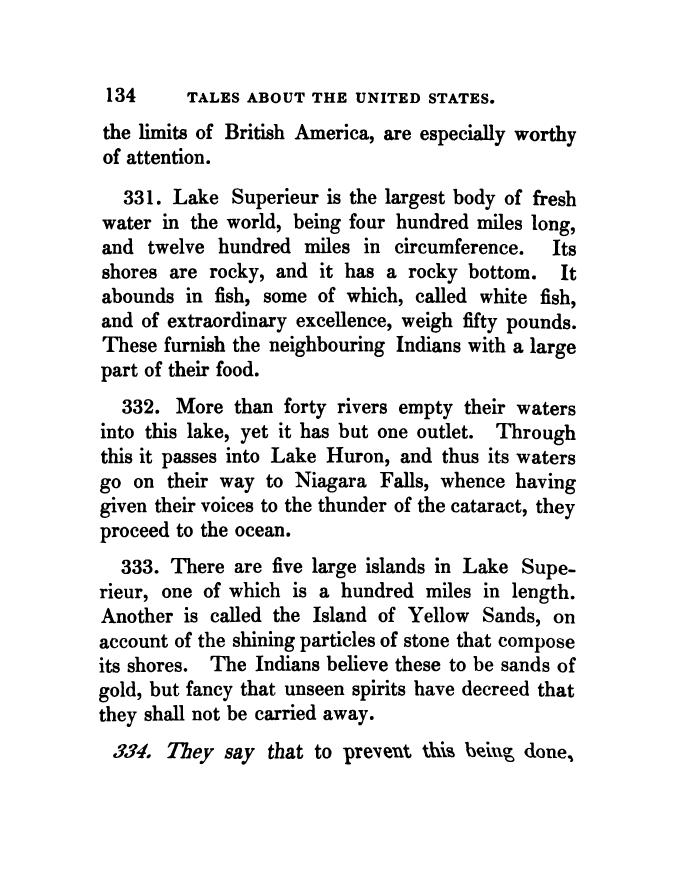 134 TALES ABOUT THE UNITED STATES.
the limits of British America, are especially worthy
of attention.
331. Lake Superieur is the largest body of fresh
water in the world, being four hundred miles long,
and twelve hundred miles in circumference. Its
shores are rocky, and it has a rocky bottom. It
abounds in fish, some of which, called white fish,
and of extraordinary excellence, weigh fifty pounds.
These furnish the neighbouring Indians with a large
part of their food.
332. More than forty rivers empty their waters
into this lake, yet it has but one outlet. Through
this it passes into Lake Huron, and thus its waters
go on their way to Niagara Falls, whence having
given their voices to the thunder of the cataract, they
proceed to the ocean.
333. There are five large islands in Lake Supe-
rieur, one of which is a hundred miles in length.
Another is called the Island of Yellow Sands, on
account of the shining particles of stone that compose
its shores. The Indians believe these to be sands of
gold, but fancy that unseen spirits have decreed that
they shall not be carried away.
334. They say that to prevent this being done,